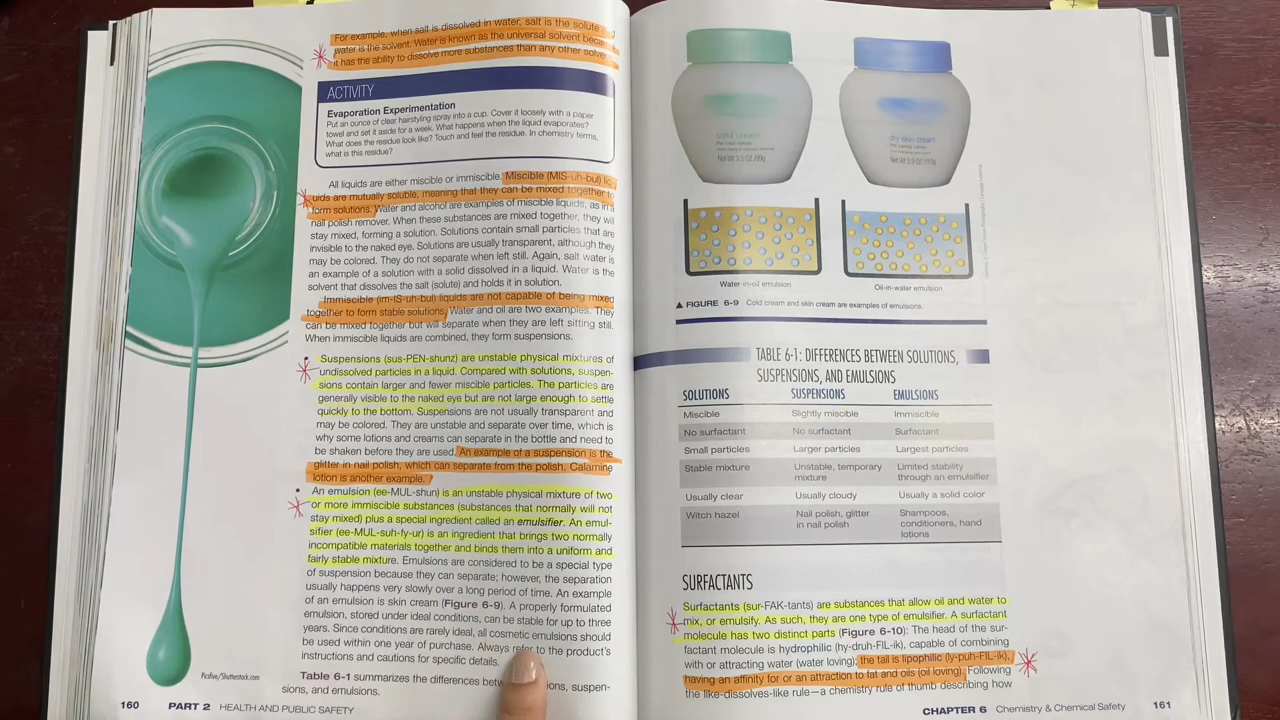 For example, when salt is dissolved in water, salt is the solute
water is the solvent. Water is known as the universal solvent
it has the ability to dissolve more substances than any other
ACTIVITY
Evaporation Experimentation
Put an ounce of clear hairstyling spray into a cup. Cover it loosely with a paper
towel and set it aside for a week. What happens when the liquid evaporates?
What does the residue look like? Touch and feel the residue. In chemistry terms,
what is this residue?
All liquids are either miscible or immiscible. Miscible (MIS-uh-bul)
uids are mutually soluble, meaning that they can be mixed together to
form solutions. Water and alcohol are examples of miscible liquids, as in a
nail polish remover. When these substances are mixed together, they will
stay mixed, forming a solution. Solutions contain small particles that are
invisible to the naked eye. Solutions are usually transparent, although they
may be colored. They do not separate when left still. Again, salt water is
an example of a solution with a solid dissolved in a liquid. Water is the
solvent that dissolves the salt (solute) and holds it in solution.
Immiscible (im-IS-uh-bul) liquids are not capable of being mixed
together to form stable solutions. Water and oil are two examples. They
can be mixed together but will separate when they are left sitting still.
When immiscible liquids are combined, they form suspensions.
• Suspensions (sus-PEN-shunz) are unstable physical mixtures of
undissolved particles in a liquid. Compared with solutions, suspen-
sions contain larger and fewer miscible particles. The particles are
generally visible to the naked eye but are not large enough to settle
quickly to the bottom. Suspensions are not usually transparent and
may be colored. They are unstable and separate over time, which is
why some lotions and creams can separate in the bottle and need to
be shaken before they are used. An example of a suspension is the
glitter in nail polish, which can separate from the polish. Calamine
lotion is another example.
• An emulsion (ee-MUL-shun) is an unstable physical mixture of two
or more immiscible substances (substances that normally will not
stay mixed) plus a special ingredient called an emulsifier. An emul-
sifier (ee-MUL-suh-fy-ur) is an ingredient that brings two normally
incompatible materials together and binds them into a uniform and
fairly stable mixture. Emulsions are considered to be a special type
of suspension because they can separate; however, the separation
usually happens very slowly over a long period of time. An example
of an emulsion is skin cream (Figure 6-9). A properly formulated
emulsion, stored under ideal conditions, can be stable for up to three
years. Since conditions are rarely ideal, all cosmetic emulsions should
be used within one year of purchase. Always refer to the product's
instructions and cautions for specific details.
Table 6-1 summarizes the differences suspen-
sions, and emulsions.
Picsfive/Shutterstock.com
160 PART 2 HEALTH AND PUBLIC SAFETY
cold cream
Net Wt 3.5 OZ/99g
dry skin cream
Water-in-oil emulsion
Oil-in-water emulsion
▲ FIGURE 6-9 Cold cream and skin cream are examples of emulsions.
TABLE 6-1: DIFFERENCES BETWEEN SOLUTIONS,
SUSPENSIONS, AND EMULSIONS
SOLUTIONS SUSPENSIONS EMULSIONS
Miscible Slightly miscible Immiscible
No surfactant No surfactant Surfactant
Small particles Larger particles Largest particles
Stable mixture Unstable, temporary Limited stability
mixture through an emulsifier
Usually clear Usually cloudy Usually a solid color
Witch hazel Nail polish, glitter Shampoos,
in nail polish conditioners, hand
lotions
SURFACTANTS
Surfactants (sur-FAK-tants) are substances that allow oil and water to
mix, or emulsify. As such, they are one type of emulsifier. A surfactant
molecule has two distinct parts (Figure 6-10): The head of the sur-
factant molecule is hydrophilic (hy-druh-FIL-ik), capable of combining
with or attracting water (water loving); the tail is lipophilic (ly-puh-FIL-ik),
having an affinity for or an attraction to fat and oils (oil loving). Following
the like-dissolves-like rule—a chemistry rule of thumb describing how
CHAPTER 6 Chemistry & Chemical Safety 161